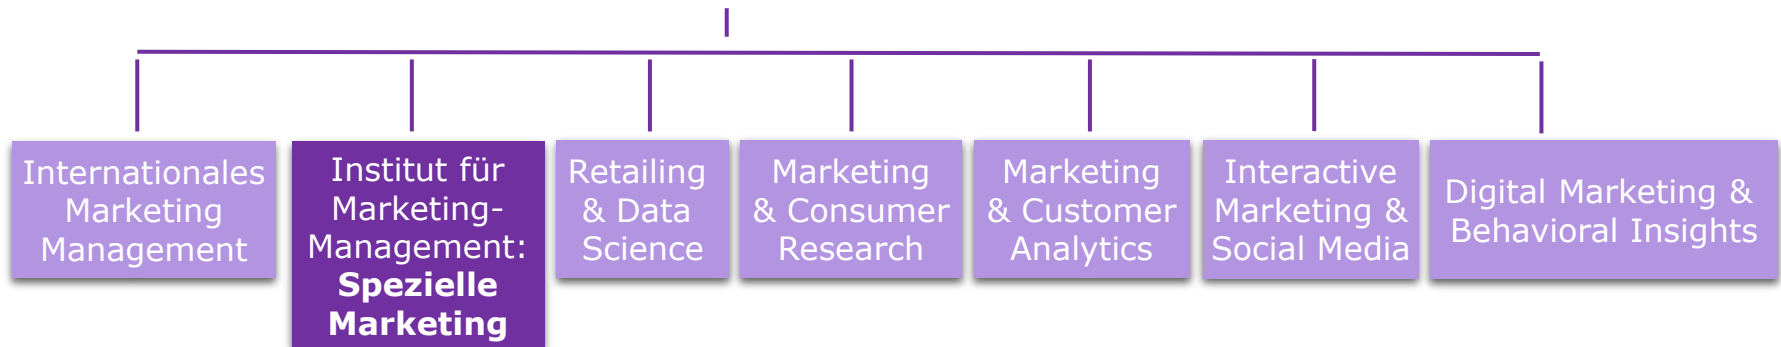 Internationales
Marketing
Management
Institut für
Marketing-
Management:
Spezielle
Marketing
Retailing
& Data
Science
Marketing
& Consumer
Research
Marketing
& Customer
Analytics
Interactive
Marketing &
Social Media
Digital Marketing &
Behavioral Insights